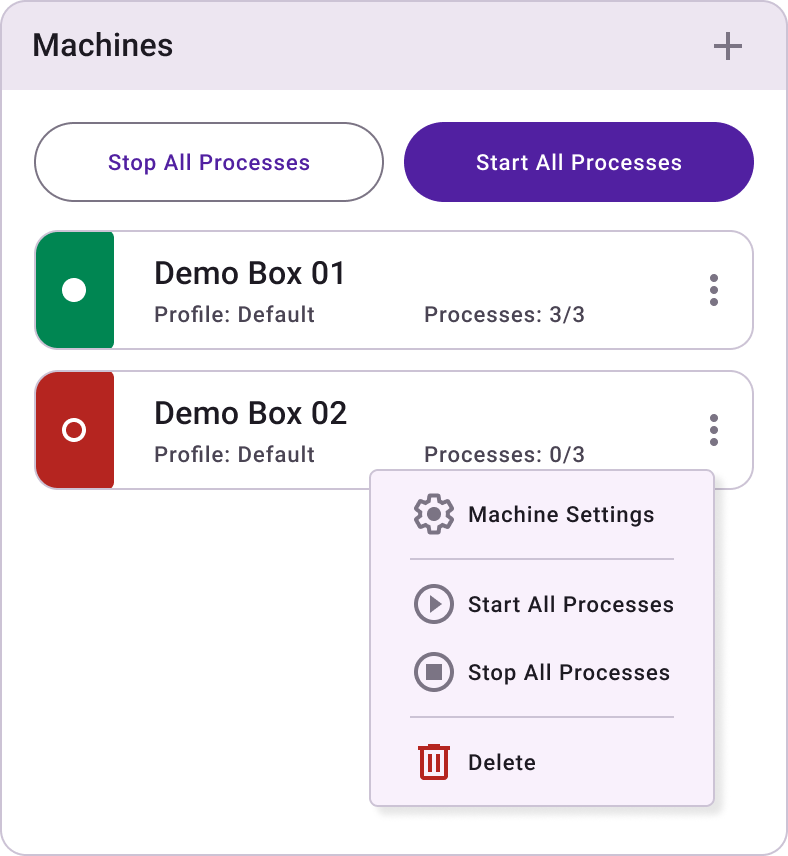 Machines
Stop All Processes
Start All Processes
Demo Box 01
Profile: Default
Processes: 3/3
Demo Box 02
Profile: Default
Processes: 0/3
Machine Settings
Start All Processes
Stop All Processes
Delete